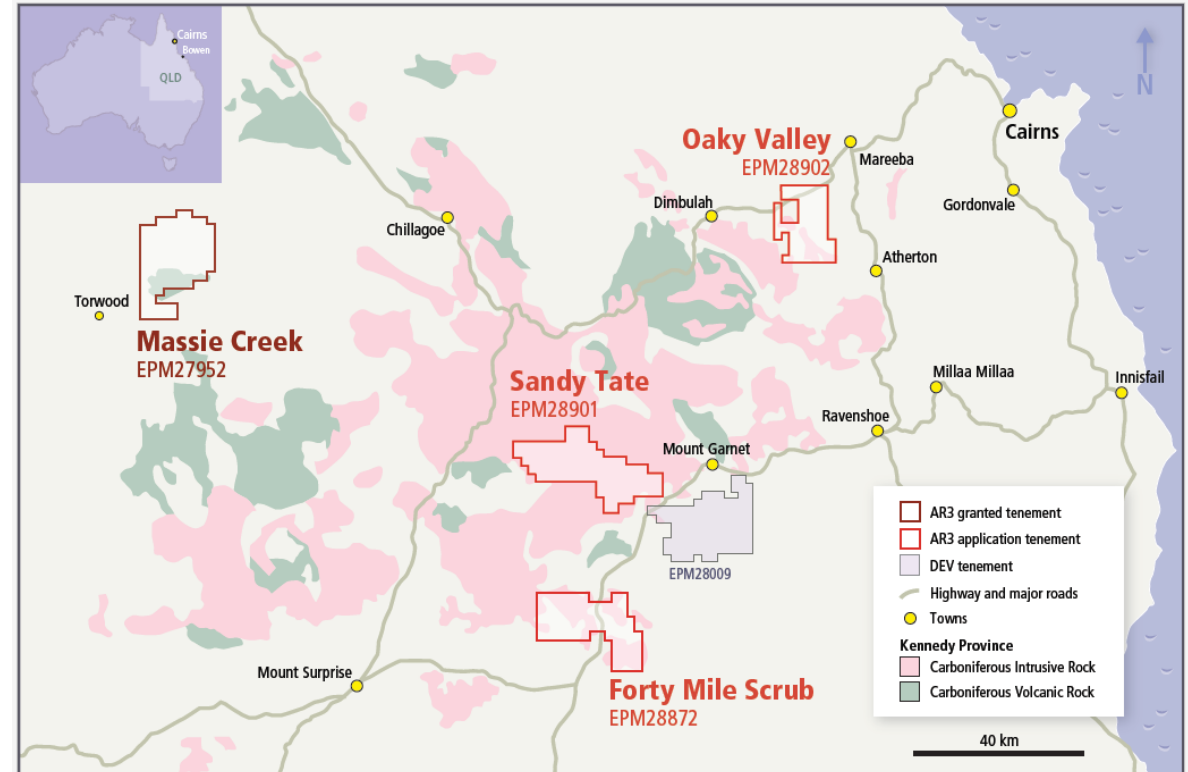 Cairns
Bowen
QLD
N
Cairns
Oaky Valley
EPM28902
Mareeba
Dimbulah
Gordonvale
Chillagoe
Atherton
Torwood
Massie Creek
EPM27952
Sandy Tate
EPM28901
Millaa Millaa
Innisfail
Ravenshoe
Mount Garnet
EPM28009
Mount Surprise
Forty Mile Scrub
EPM28872
AR3 granted tenement
AR3 application tenement
DEV tenement
Highway and major roads
Towns
Kennedy Province
Carboniferous Intrusive Rock
Carboniferous Volcanic Rock
40 km